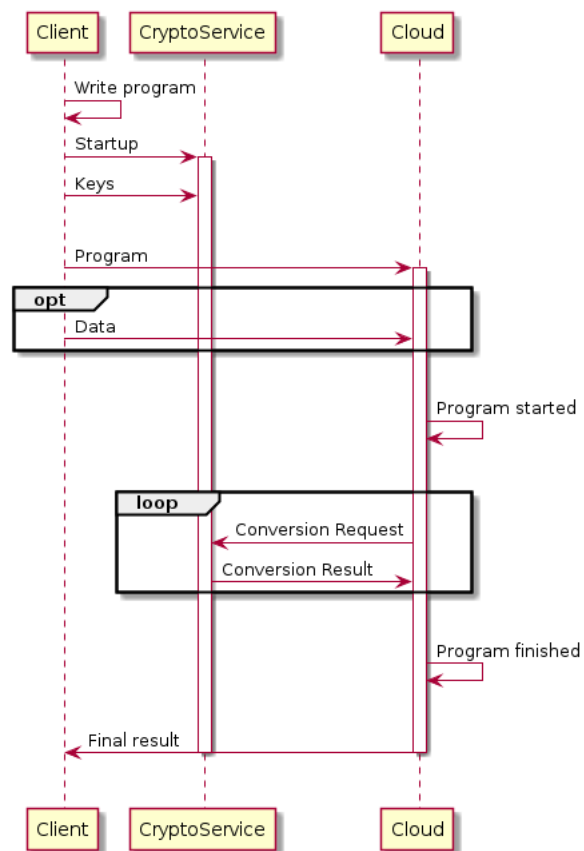 Client CryptoService Cloud
Write program
Startup
Keys
Program
opt
Data
Program started
loop
Conversion Request
Conversion Result
Program finished
Final result
Client CryptoService Cloud